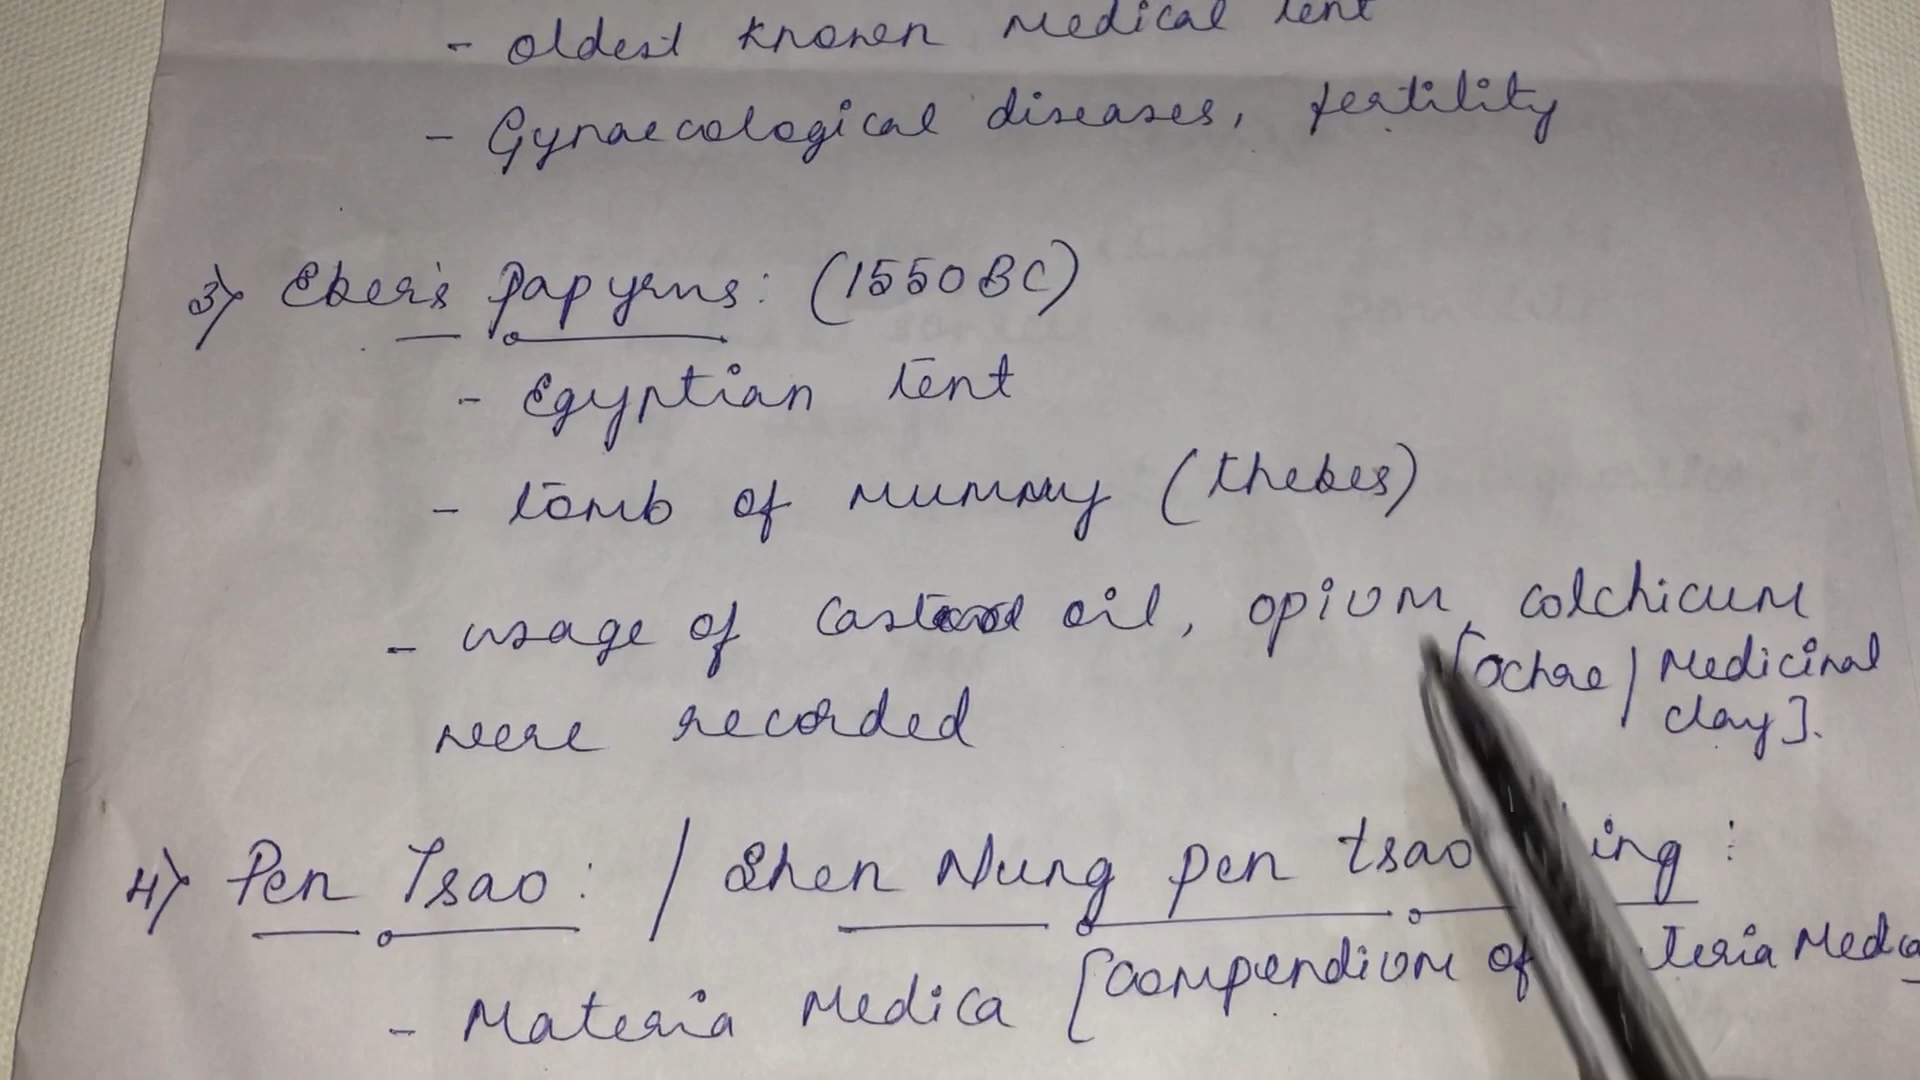 - oldest known Medical text
- Gynaecological diseases, fertility
3) Eber's Papyrus: (1550BC)
- Egyptian text
- tomb of mummy (thebes)
- usage of Castor oil, opium, colchicum
[ochre / Medicinal
were recorded
clay].
4) Pen Tsao: / Shen Nung pen tsao ing :
- Materia Medica [compendium of teria Medica